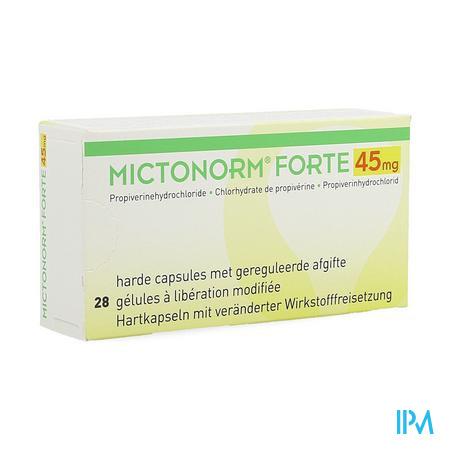 MICTONORM® FORTE 45mg
Propiverinehydrochloride • Chlorhydrate de propivérine • Propiverinhydrochlorid
harde capsules met gereguleerde afgifte
28 gélules à libération modifiée
Hartkapseln mit veränderter Wirkstofffreisetzung
MICTONORM® FORTE 45mg
IPM